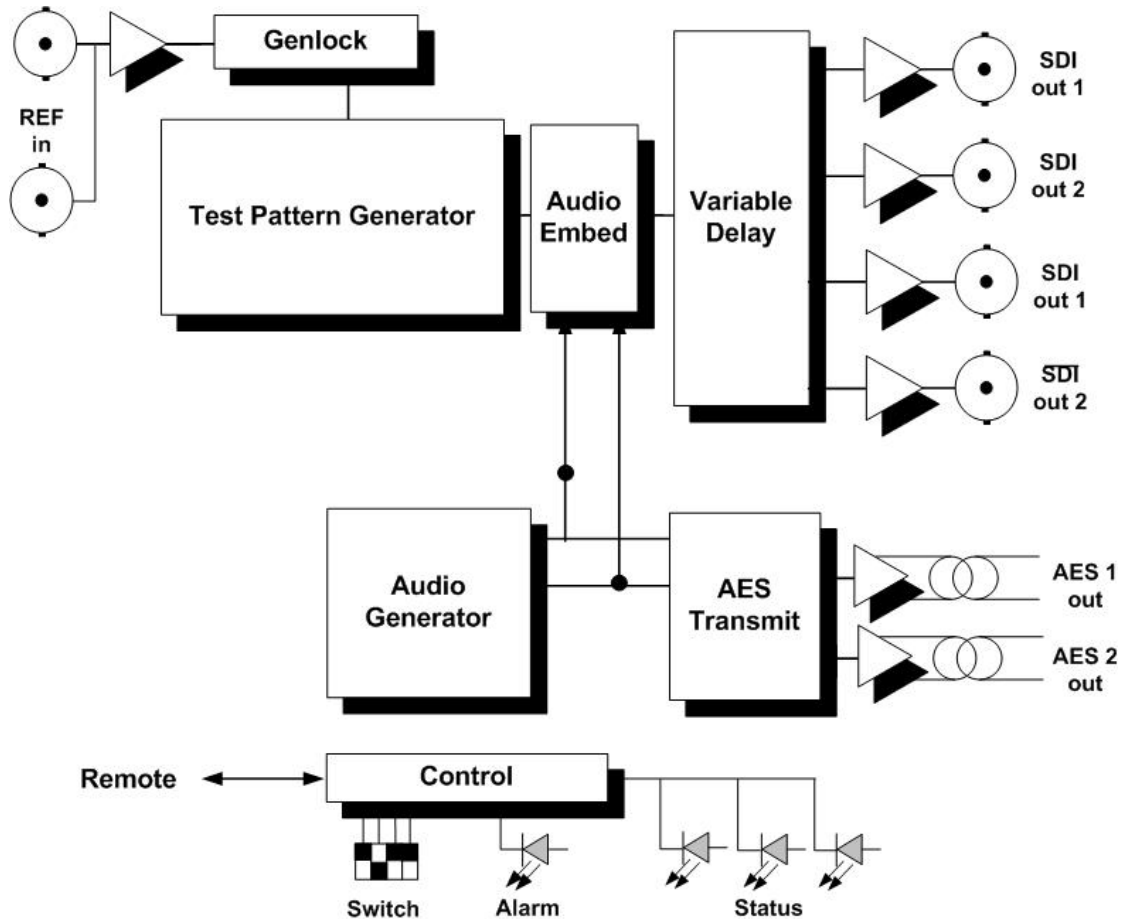 Genlock
REF
in
Test Pattern Generator
Audio
Embed
Variable
Delay
SDI
out 1
SDI
out 2
SDI
out 1
SDI
out 2
Audio
Generator
AES
Transmit
AES 1
out
AES 2
out
Remote
Control
Switch
Alarm
Status